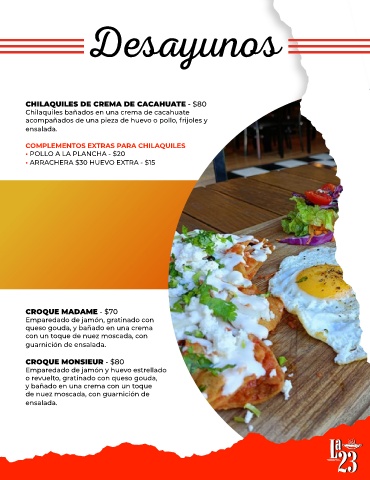 Desayunos
CHILAQUILES DE CREMA DE CACAHUATE - $80
Chilaquiles bañados en una crema de cacahuate
acompañados de una pieza de huevo o pollo, frijoles y
ensalada.
COMPLEMENTOS EXTRAS PARA CHILAQUILES
• POLLO A LA PLANCHA - $20
• ARRACHERA $30 HUEVO EXTRA - $15
CROQUE MADAME - $70
Emparedado de jamón, gratinado con
queso gouda, y bañado en una crema
con un toque de nuez moscada, con
guarnición de ensalada.
CROQUE MONSIEUR - $80
Emparedado de jamón y huevo estrellado
o revuelto, gratinado con queso gouda,
y bañado en una crema con un toque
de nuez moscada, con guarnición de
ensalada.
La
23